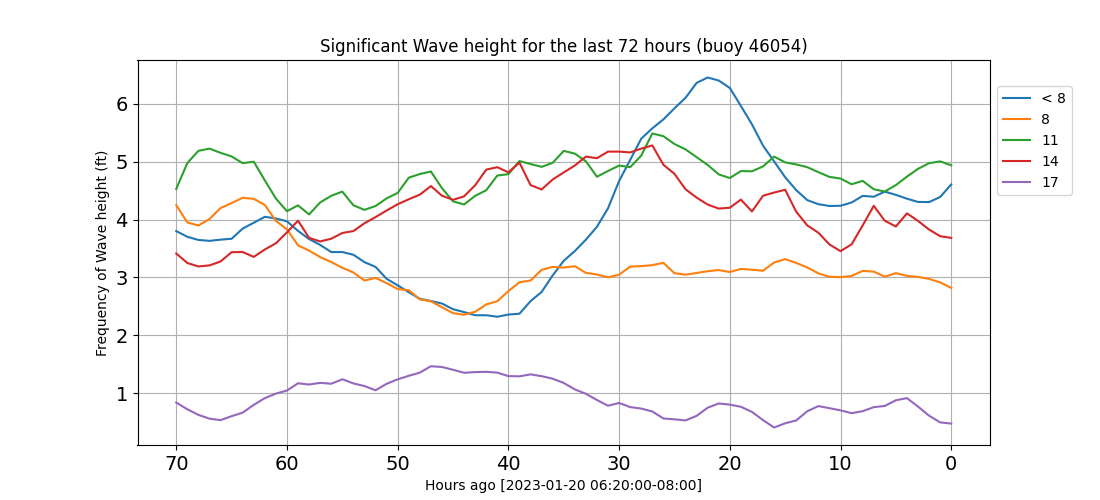 Significant Wave height for the last 72 hours (buoy 46054)
Frequency of Wave height (ft)
6
5
4
3
2
1
70 60 50 40 30 20 10 0
Hours ago [2023-01-20 06:20:00-08:00]
< 8
8
11
14
17